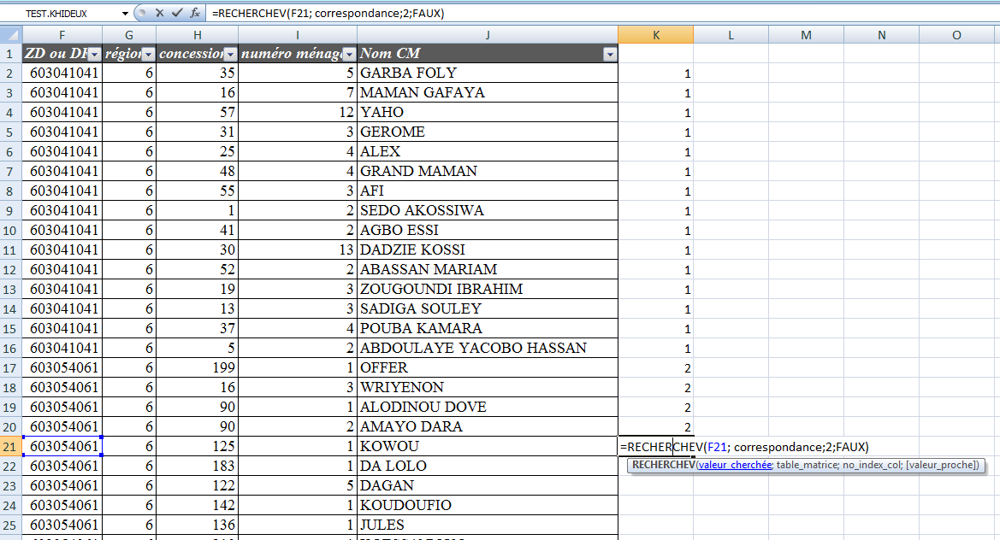 TEST.KHIDEUX =RECHERCHEV(F21; correspondance;2;FAUX)
F G H I J K L M N O
1 ZD ou DR région concession numéro ménage Nom CM
2 603041041 6 35 5 GARBA FOLY 1
3 603041041 6 16 7 MAMAN GAFAYA 1
4 603041041 6 57 12 YAHO 1
5 603041041 6 31 3 GEROME 1
6 603041041 6 25 4 ALEX 1
7 603041041 6 48 4 GRAND MAMAN 1
8 603041041 6 55 3 AFI 1
9 603041041 6 1 2 SEDO AKOSSIWA 1
10 603041041 6 41 2 AGBO ESSI 1
11 603041041 6 30 13 DADZIE KOSSI 1
12 603041041 6 52 2 ABASSAN MARIAM 1
13 603041041 6 19 3 ZOUGOUNDI IBRAHIM 1
14 603041041 6 13 3 SADIGA SOULEY 1
15 603041041 6 37 4 POUBA KAMARA 1
16 603041041 6 5 2 ABDOULAYE YACOBO HASSAN 1
17 603054061 6 199 1 OFFER 2
18 603054061 6 16 3 WRIYENON 2
19 603054061 6 90 1 ALODINOU DOVE 2
20 603054061 6 90 2 AMAYO DARA 2
21 603054061 6 125 1 KOWOU =RECHERCHEV(F21; correspondance;2;FAUX)
22 603054061 6 183 1 DA LOLO RECHERCHEV(valeur_cherchée; table_matrice; no_index_col; [valeur_proche])
23 603054061 6 122 5 DAGAN
24 603054061 6 142 1 KOUDOUFIO
25 603054061 6 136 1 JULES